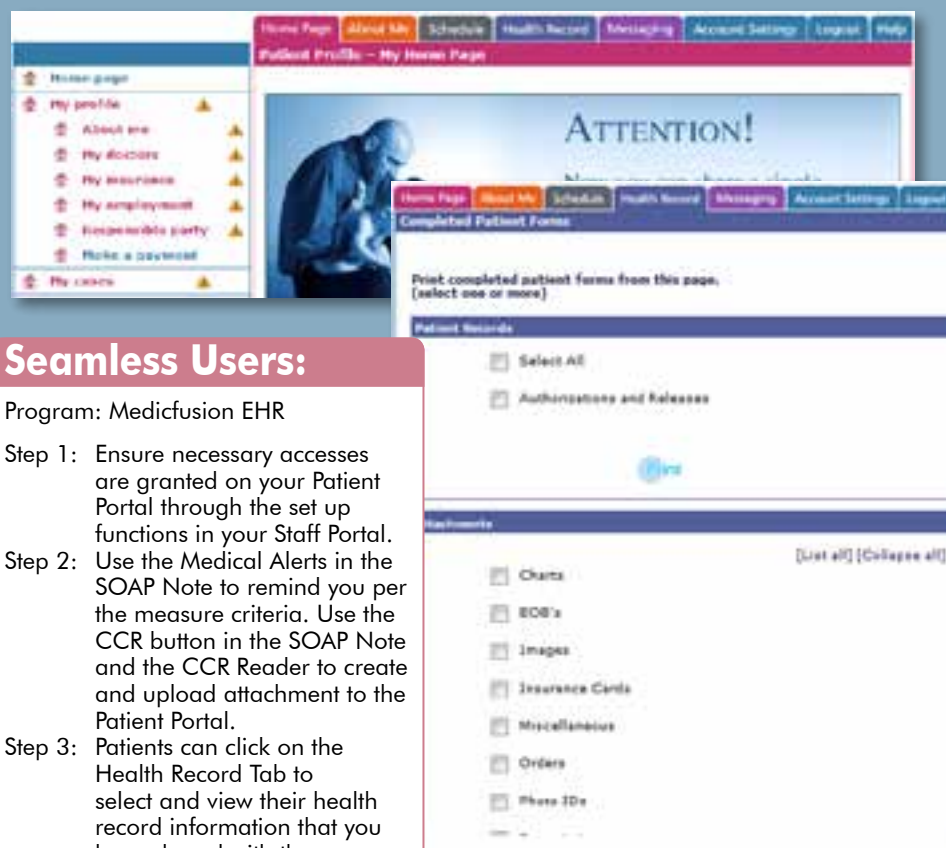 Home Page About Me Schedule Health Record Messaging Account Settings Logout Help
Patient Profile – My Home Page
Home page
My profile
About me
My doctors
My insurance
My employment
Responsible party
Make a payment
My cases
ATTENTION!
Home Page About Me Schedule Health Record Messaging Account Settings Logout
Completed Patient Forms
Print completed patient forms from this page.
[select one or more]
Patient Records
Select All
Authorizations and Releases
Print
Attachments
[List all] [Collapse all]
Charts
EOB's
Images
Insurance Cards
Miscellaneous
Orders
Photo IDs
Seamless Users:
Program: Medicfusion EHR
Step 1: Ensure necessary accesses
are granted on your Patient
Portal through the set up
functions in your Staff Portal.
Step 2: Use the Medical Alerts in the
SOAP Note to remind you per
the measure criteria. Use the
CCR button in the SOAP Note
and the CCR Reader to create
and upload attachment to the
Patient Portal.
Step 3: Patients can click on the
Health Record Tab to
select and view their health
record information that you